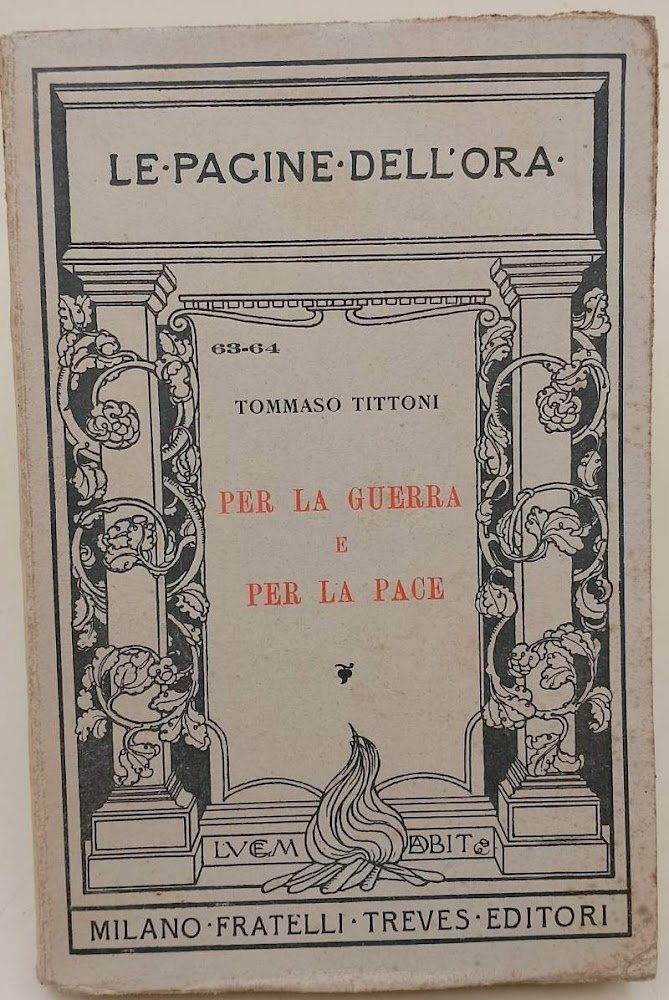 LE·PAGINE·DELL'ORA·
63-64
TOMMASO TITTONI
PER LA GUERRA
E
PER LA PACE
LVCEM DABIT
MILANO·FRATELLI·TREVES·EDITORI